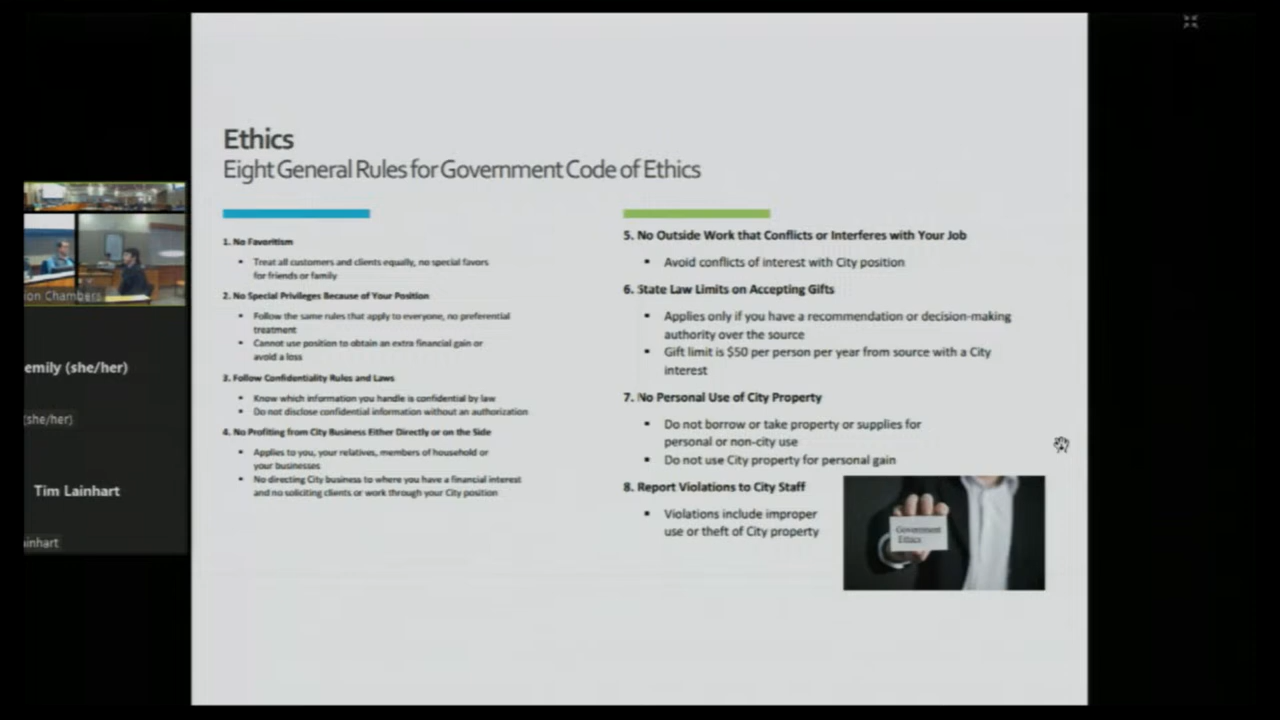 Ethics
Eight General Rules for Government Code of Ethics
1. No Favoritism
Treat all customers and clients equally, no special favors
for friends or family
2. No Special Privileges Because of Your Position
Follow the same rules that apply to everyone, no preferential
treatment
Cannot use position to obtain an extra financial gain or
avoid a loss
3. Follow Confidentiality Rules and Laws
Know which information you handle is confidential by law
Do not disclose confidential information without an authorization
4. No Profiting from City Business Either Directly or on the Side
Applies to you, your relatives, members of household or
your businesses
No directing City business to where you have a financial interest
and no soliciting clients or work through your City position
5. No Outside Work that Conflicts or Interferes with Your Job
Avoid conflicts of interest with City position
6. State Law Limits on Accepting Gifts
Applies only if you have a recommendation or decision-making
authority over the source
Gift limit is $50 per person per year from source with a City
interest
7. No Personal Use of City Property
Do not borrow or take property or supplies for
personal or non-city use
Do not use City property for personal gain
8. Report Violations to City Staff
Violations include improper
use or theft of City property
Government
Ethics
ion Chambers
emily (she/her)
(she/her)
Tim Lainhart
inhart